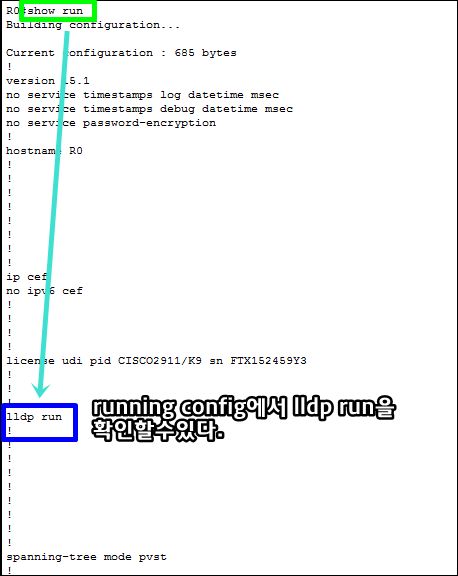 R0#show run
Building configuration...
Current configuration : 685 bytes
!
version 15.1
no service timestamps log datetime msec
no service timestamps debug datetime msec
no service password-encryption
!
hostname R0
!
!
!
!
!
!
!
!
ip cef
no ipv6 cef
!
!
!
!
license udi pid CISCO2911/K9 sn FTX152459Y3
!
!
!
lldp run
running config에서 lldp run을
확인할수있다.
!
!
!
!
!
!
!
!
!
spanning-tree mode pvst
!